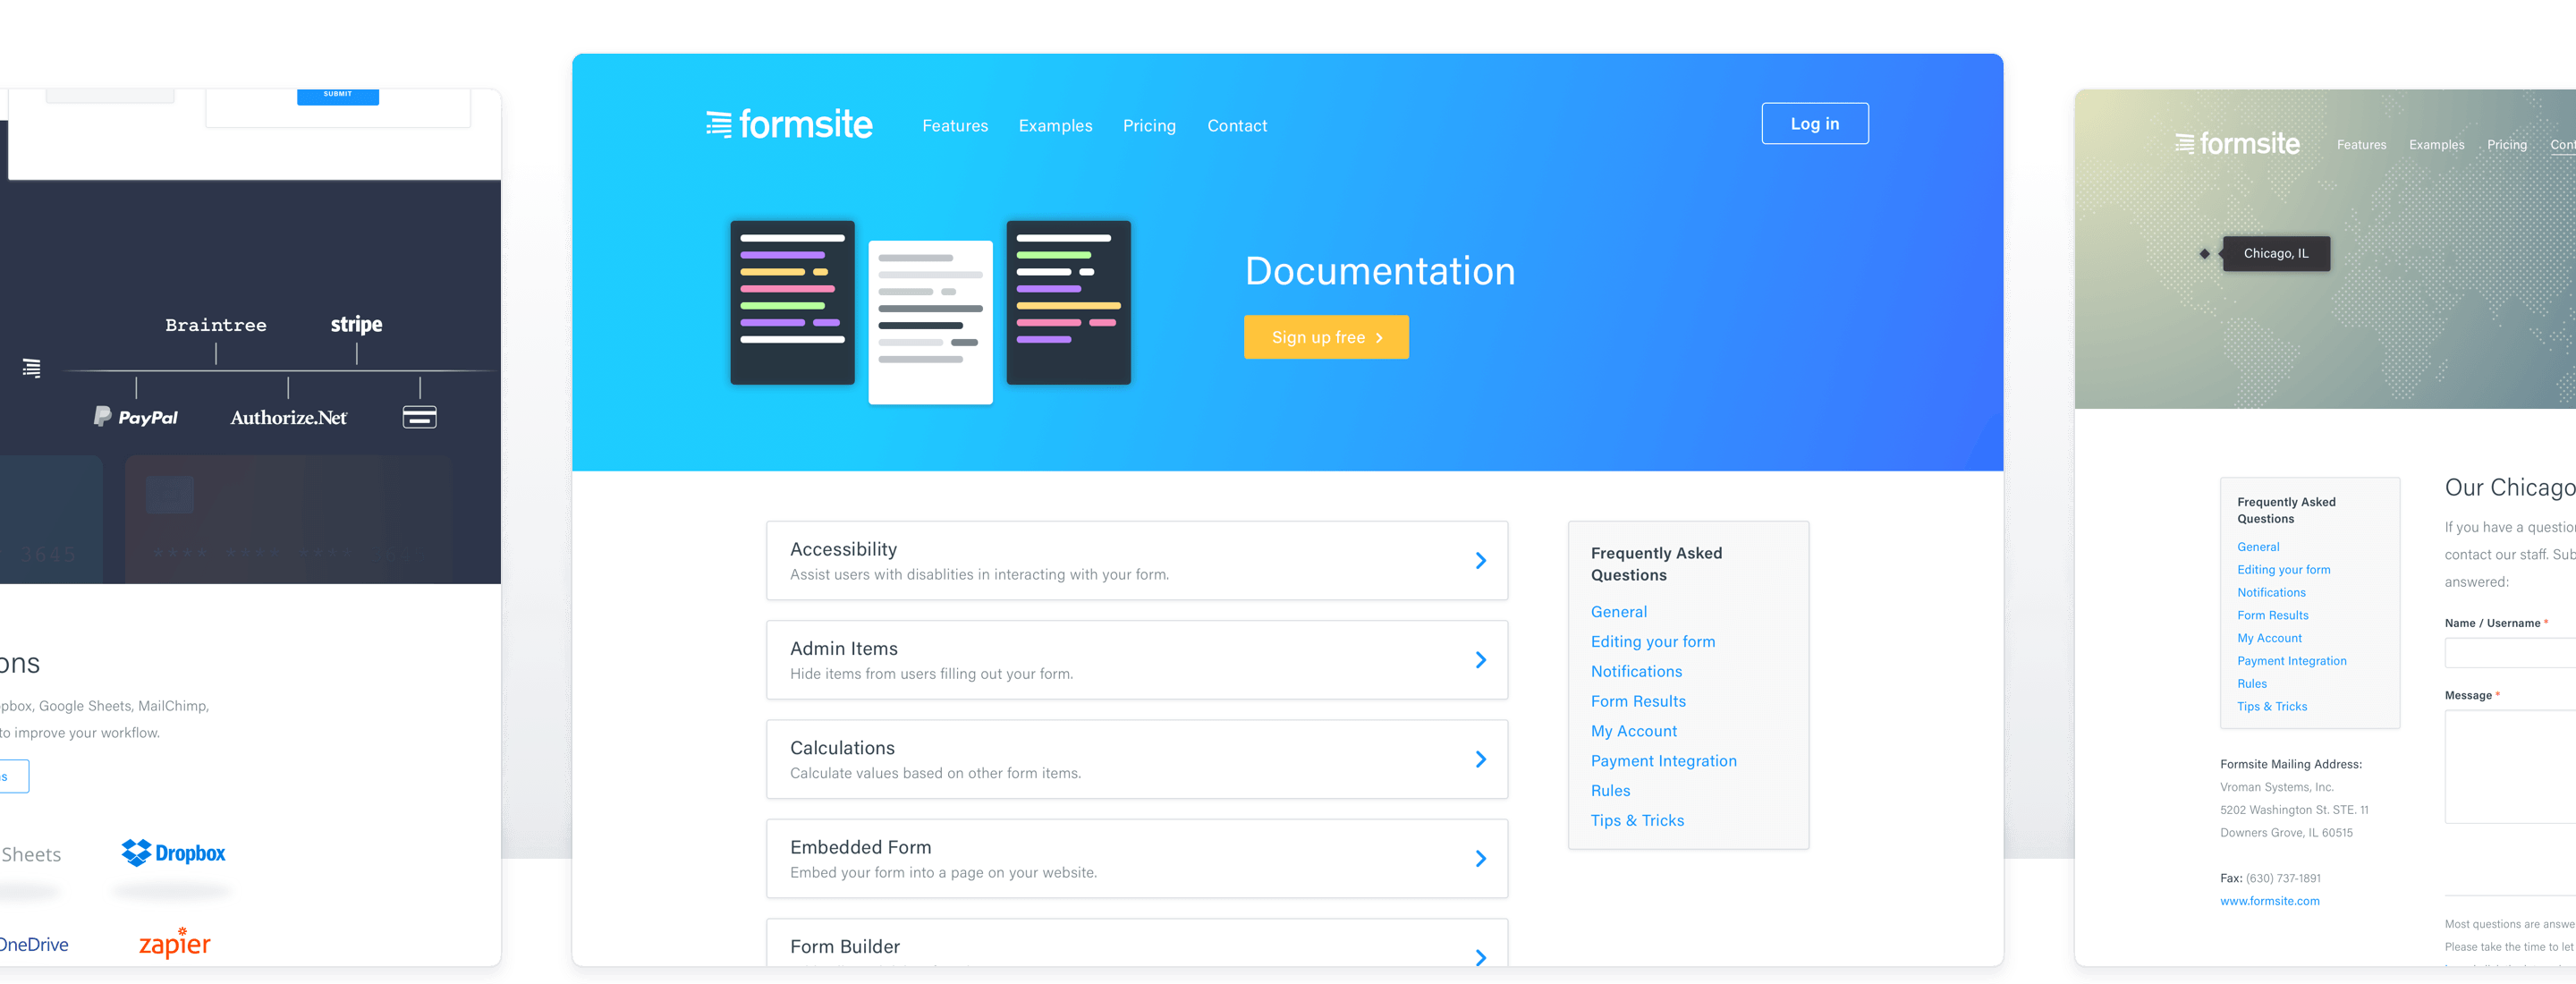 SUBMIT
Braintree
stripe
PayPal
Authorize.Net
3645
**** **** ****
ons
pbox, Google Sheets, MailChimp,
to improve your workflow.
s
Sheets
Dropbox
OneDrive
zapier
formsite
Features
Examples
Pricing
Contact
Log in
Documentation
Sign up free
Accessibility
Assist users with disablities in interacting with your form.
Admin Items
Hide items from users filling out your form.
Calculations
Calculate values based on other form items.
Embedded Form
Embed your form into a page on your website.
Form Builder
Frequently Asked
Questions
General
Editing your form
Notifications
Form Results
My Account
Payment Integration
Rules
Tips & Tricks
formsite
Features
Examples
Pricing
Cont
Chicago, IL
Frequently Asked
Questions
General
Editing your form
Notifications
Form Results
My Account
Payment Integration
Rules
Tips & Tricks
Formsite Mailing Address:
Vroman Systems, Inc.
5202 Washington St. STE. 11
Downers Grove, IL 60515
Fax: (630) 737-1891
www.formsite.com
Our Chicago
If you have a question
contact our staff. Sub
answered:
Name / Username *
Message *
Most questions are answe
Please take the time to let